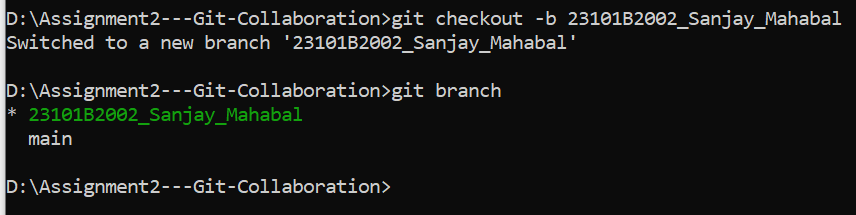 D:\Assignment2---Git-Collaboration>git checkout -b 23101B2002_Sanjay_Mahabal
Switched to a new branch '23101B2002_Sanjay_Mahabal'
D:\Assignment2---Git-Collaboration>git branch
* 23101B2002_Sanjay_Mahabal
  main
D:\Assignment2---Git-Collaboration>